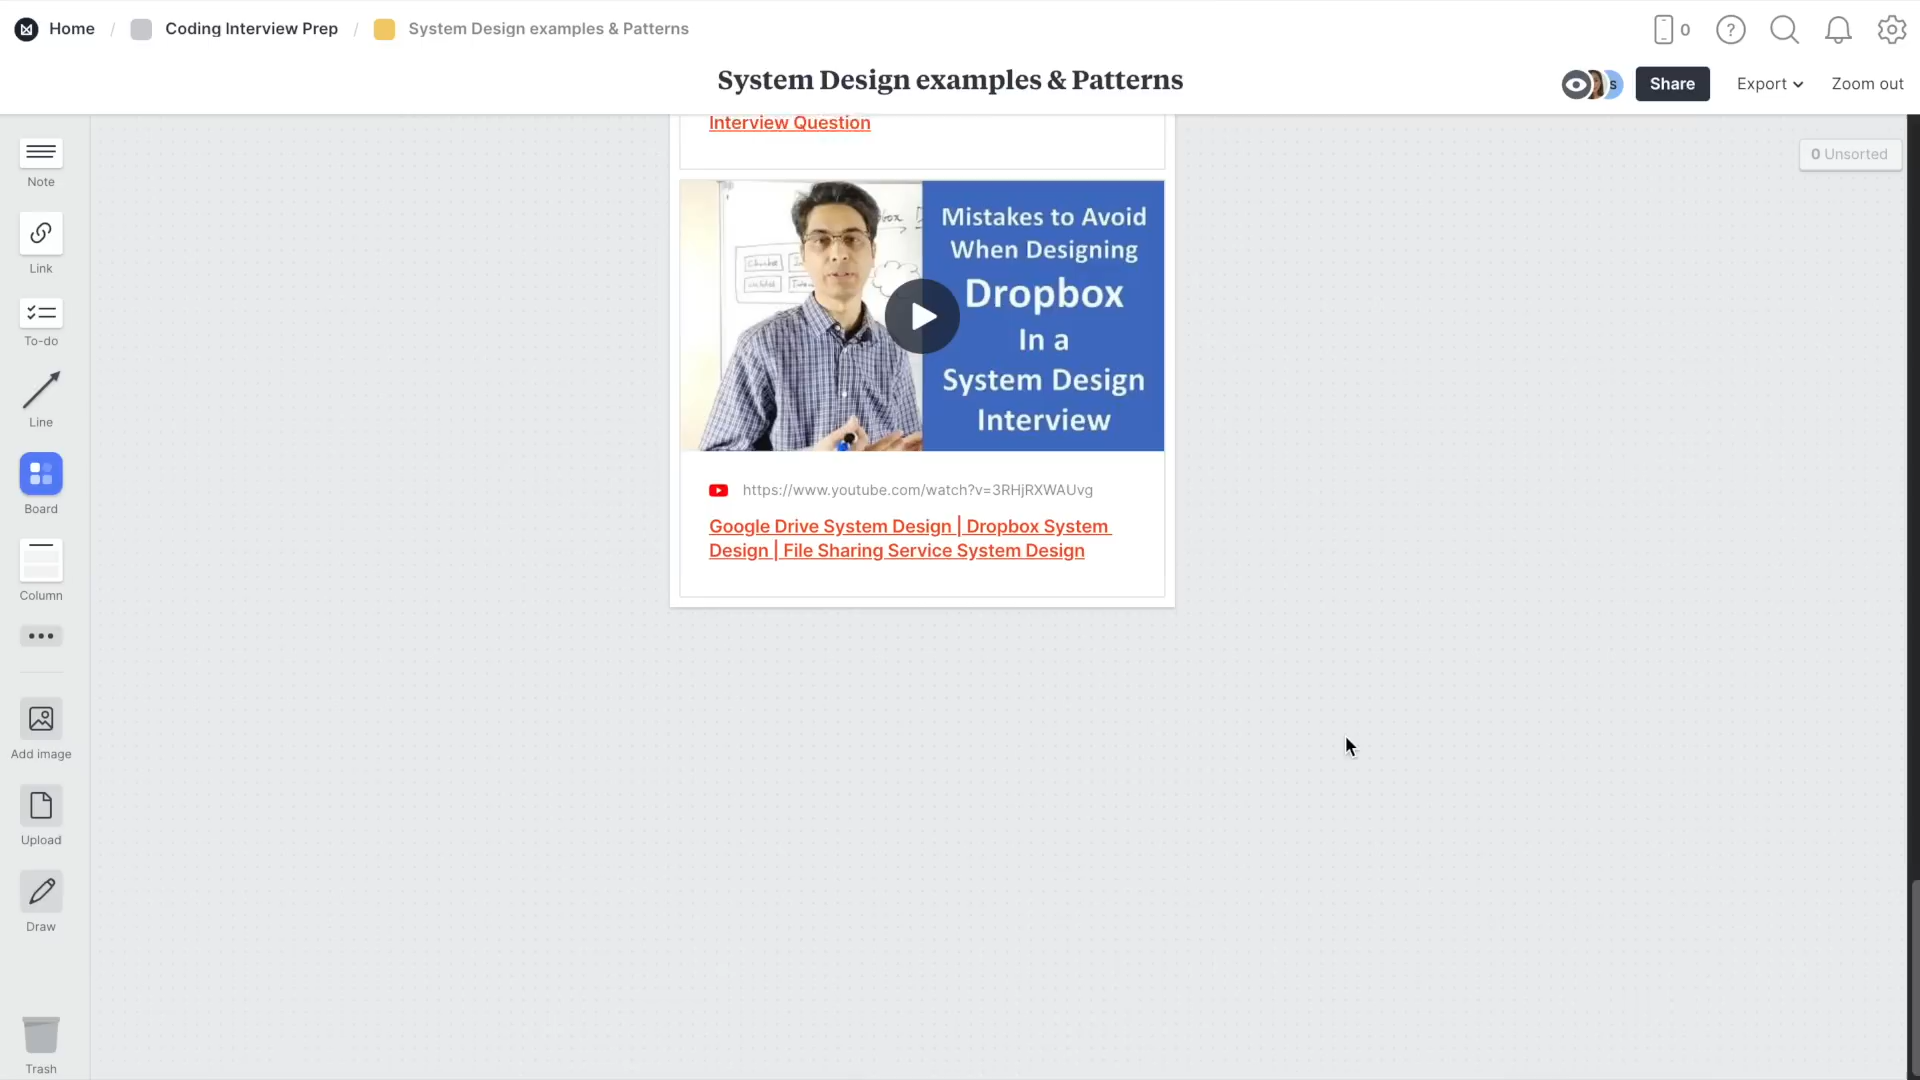 Home / Coding Interview Prep / System Design examples & Patterns
0
System Design examples & Patterns
S
Share
Export
Zoom out
0 Unsorted
Note
Link
To-do
Line
Board
Column
Add image
Upload
Draw
Trash
Interview Question
Mistakes to Avoid
When Designing
Dropbox
In a
System Design
Interview
https://www.youtube.com/watch?v=3RHjRXWAUvg
Google Drive System Design | Dropbox System
Design | File Sharing Service System Design